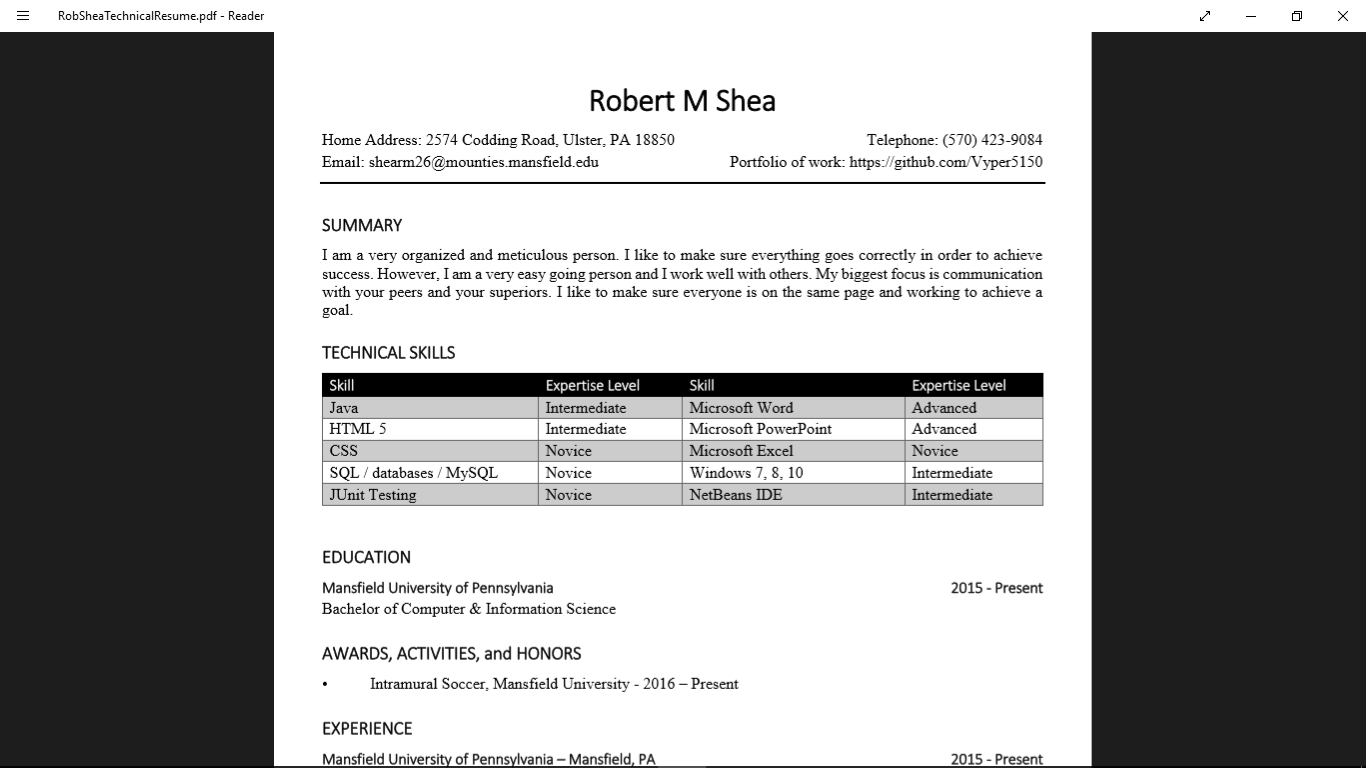 RobSheaTechnicalResume.pdf - Reader
Robert M Shea
Home Address: 2574 Codding Road, Ulster, PA 18850 Telephone: (570) 423-9084
Email: shearm26@mounties.mansfield.edu Portfolio of work: https://github.com/Vyper5150
SUMMARY
I am a very organized and meticulous person. I like to make sure everything goes correctly in order to achieve
success. However, I am a very easy going person and I work well with others. My biggest focus is communication
with your peers and your superiors. I like to make sure everyone is on the same page and working to achieve a
goal.
TECHNICAL SKILLS
Skill Expertise Level Skill Expertise Level
Java Intermediate Microsoft Word Advanced
HTML 5 Intermediate Microsoft PowerPoint Advanced
CSS Novice Microsoft Excel Novice
SQL / databases / MySQL Novice Windows 7, 8, 10 Intermediate
JUnit Testing Novice NetBeans IDE Intermediate
EDUCATION
Mansfield University of Pennsylvania 2015 - Present
Bachelor of Computer & Information Science
AWARDS, ACTIVITIES, and HONORS
• Intramural Soccer, Mansfield University - 2016 – Present
EXPERIENCE
Mansfield University of Pennsylvania – Mansfield, PA 2015 - Present